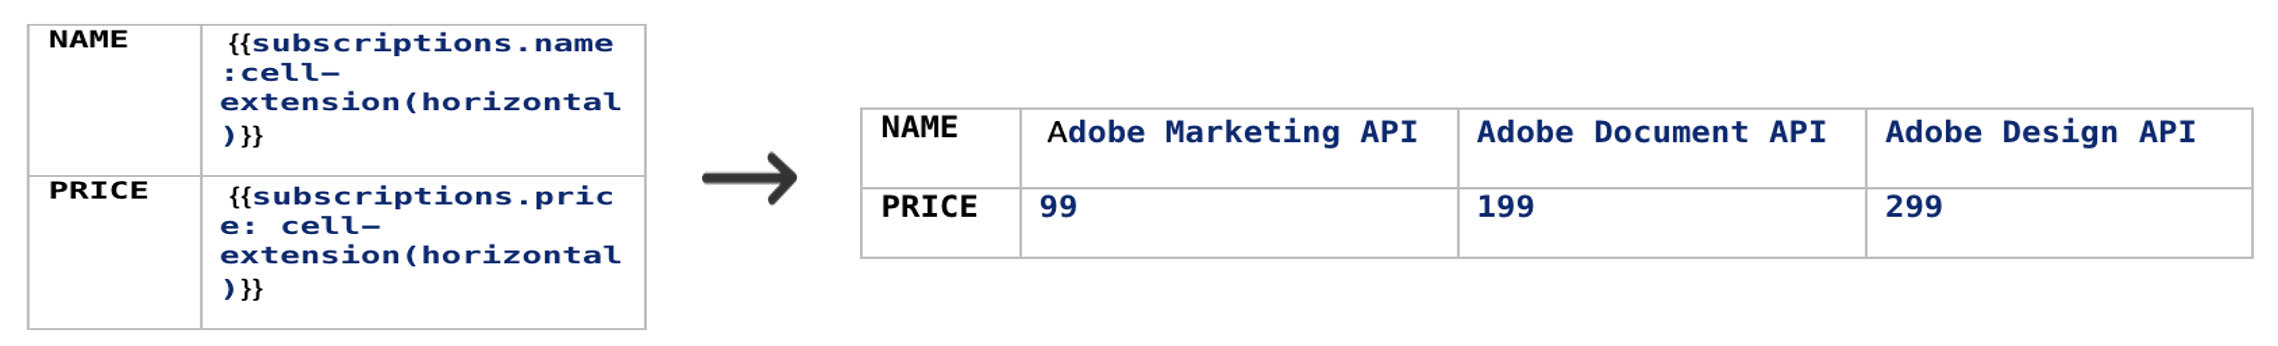 NAME
{{subscriptions.name
:cell–
extension(horizontal
)}}
PRICE
{{subscriptions.pric
e: cell–
extension(horizontal
)}}
NAME Adobe Marketing API Adobe Document API Adobe Design API
PRICE 99 199 299